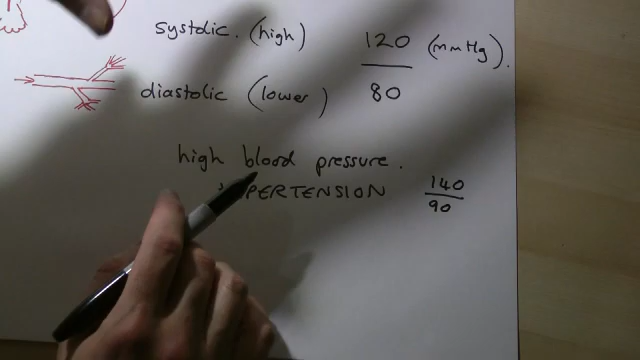 systolic. (high) 120 (mmHg).
diastolic (lower) 80
high blood pressure.
PERTENSION 140
90